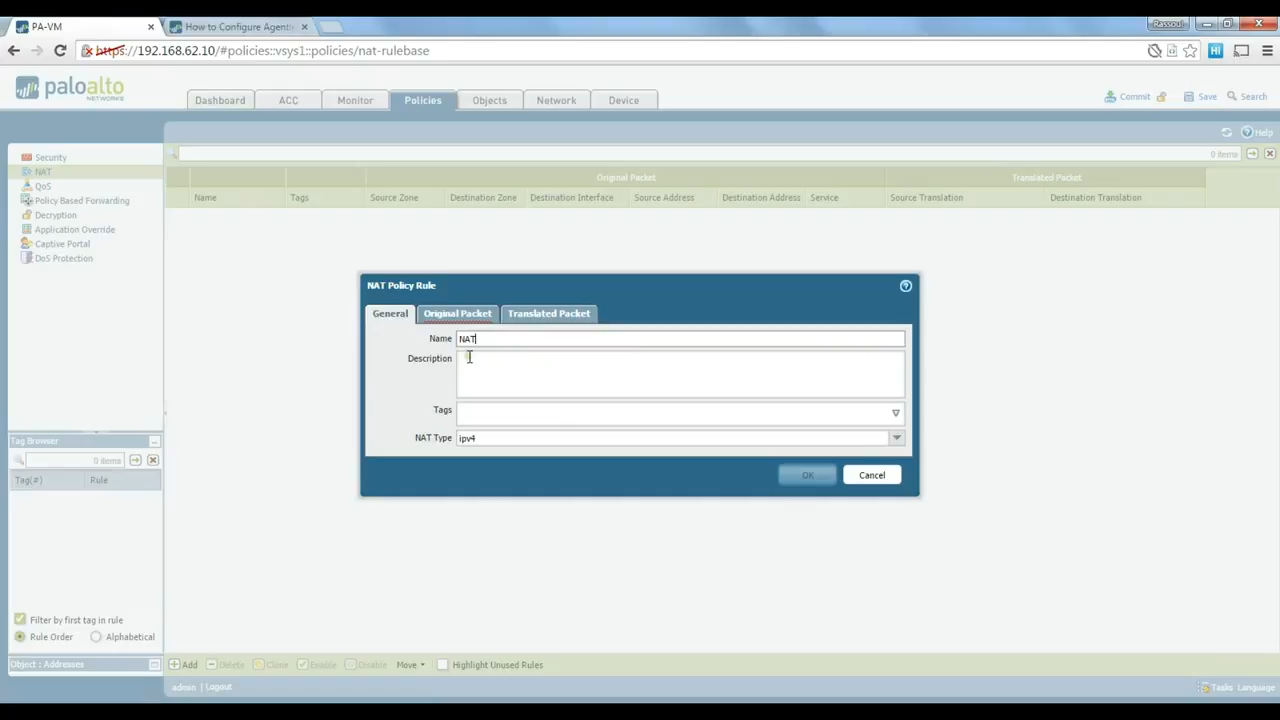 PA-VM
How to Configure Agentl
Rassoul
https://192.168.62.10/#policies::vsys1::policies/nat-rulebase
paloalto
NETWORKS
Dashboard
ACC
Monitor
Policies
Objects
Network
Device
Commit
Save
Search
Help
Security
NAT
QoS
Policy Based Forwarding
Decryption
Application Override
Captive Portal
DoS Protection
0 items
Original Packet
Translated Packet
Name
Tags
Source Zone
Destination Zone
Destination Interface
Source Address
Destination Address
Service
Source Translation
Destination Translation
NAT Policy Rule
General
Original Packet
Translated Packet
Name
NAT
Description
Tags
NAT Type
ipv4
OK
Cancel
Tag Browser
0 items
Tag(#)
Rule
Filter by first tag in rule
Rule Order
Alphabetical
Object : Addresses
Add
Delete
Clone
Enable
Disable
Move
Highlight Unused Rules
admin | Logout
Tasks
Language